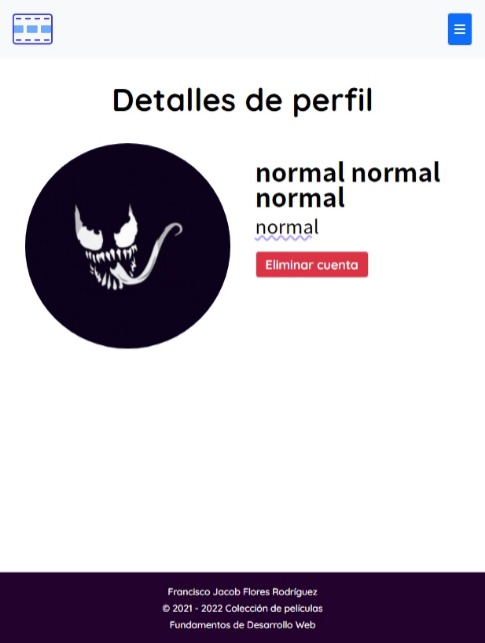 Detalles de perfil
normal normal
normal
normal
Eliminar cuenta
Francisco Jacob Flores Rodríguez
© 2021 - 2022 Colección de películas
Fundamentos de Desarrollo Web